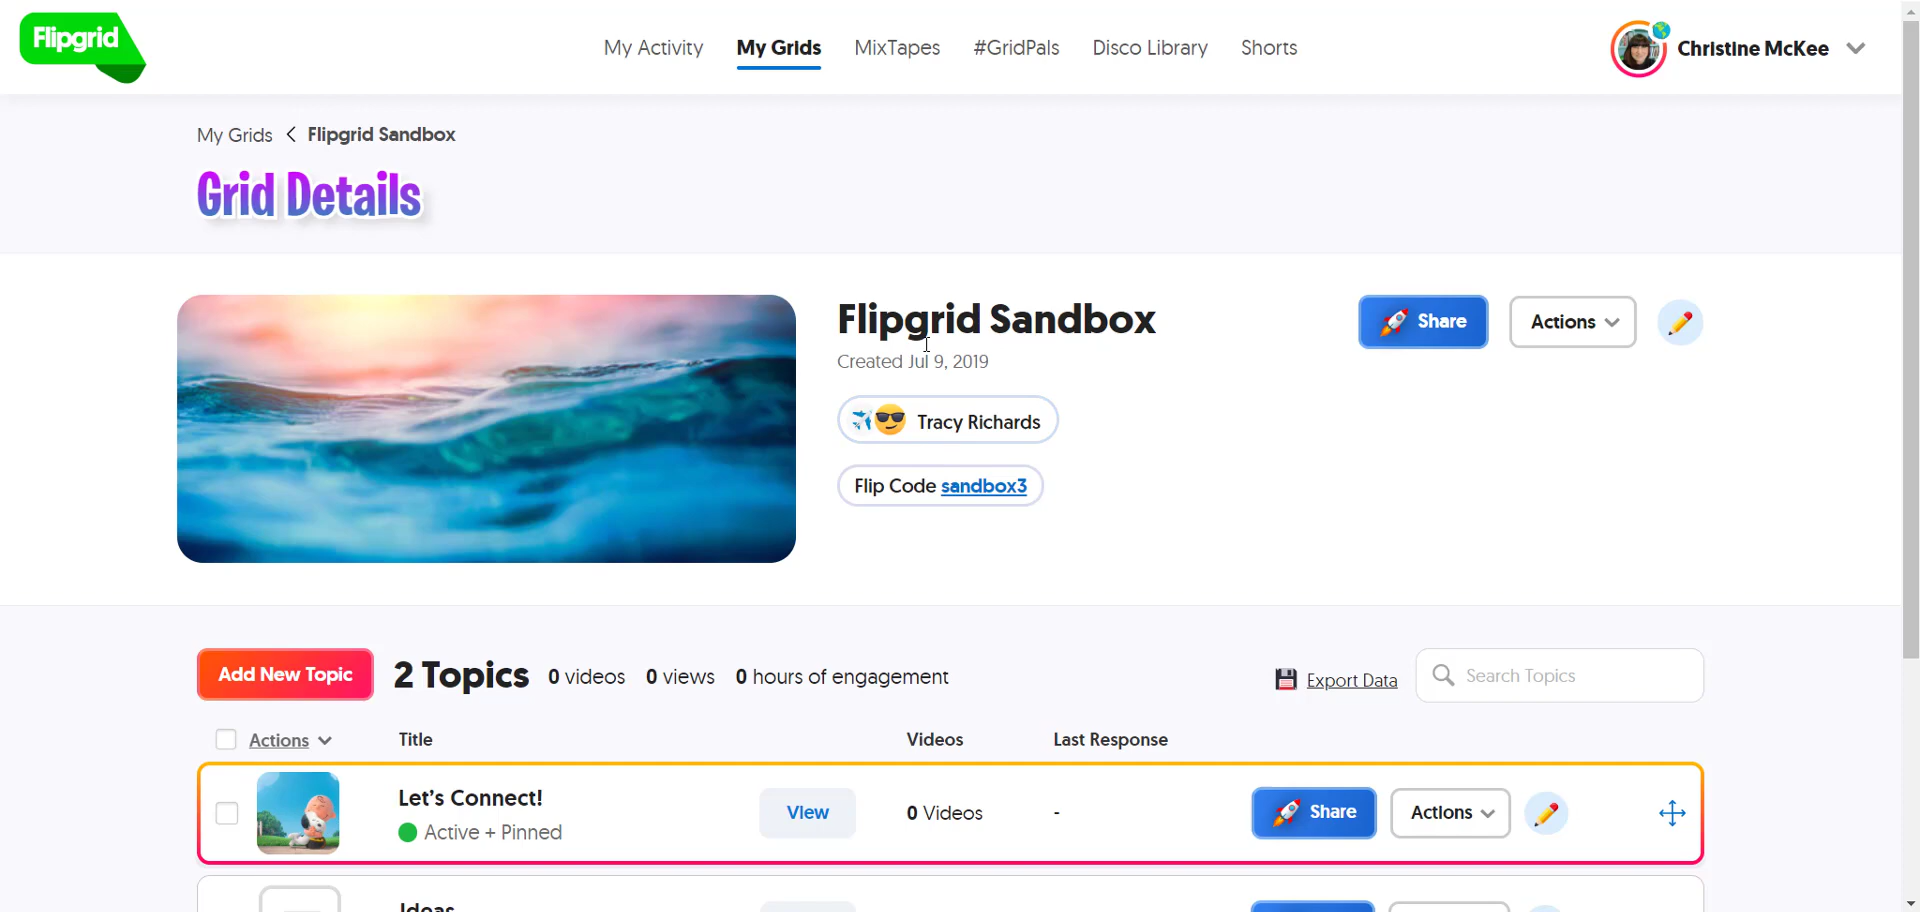 Flipgrid
My Activity My Grids MixTapes #GridPals Disco Library Shorts
Christine McKee
My Grids Flipgrid Sandbox
Grid Details
Flipgrid Sandbox
Share
Actions
Created Jul 9, 2019
Tracy Richards
Flip Code sandbox3
Add New Topic
2 Topics 0 videos 0 views 0 hours of engagement
Export Data
Search Topics
Actions Title Videos Last Response
Let's Connect!
Active + Pinned
View
0 Videos
-
Share
Actions
Ideas